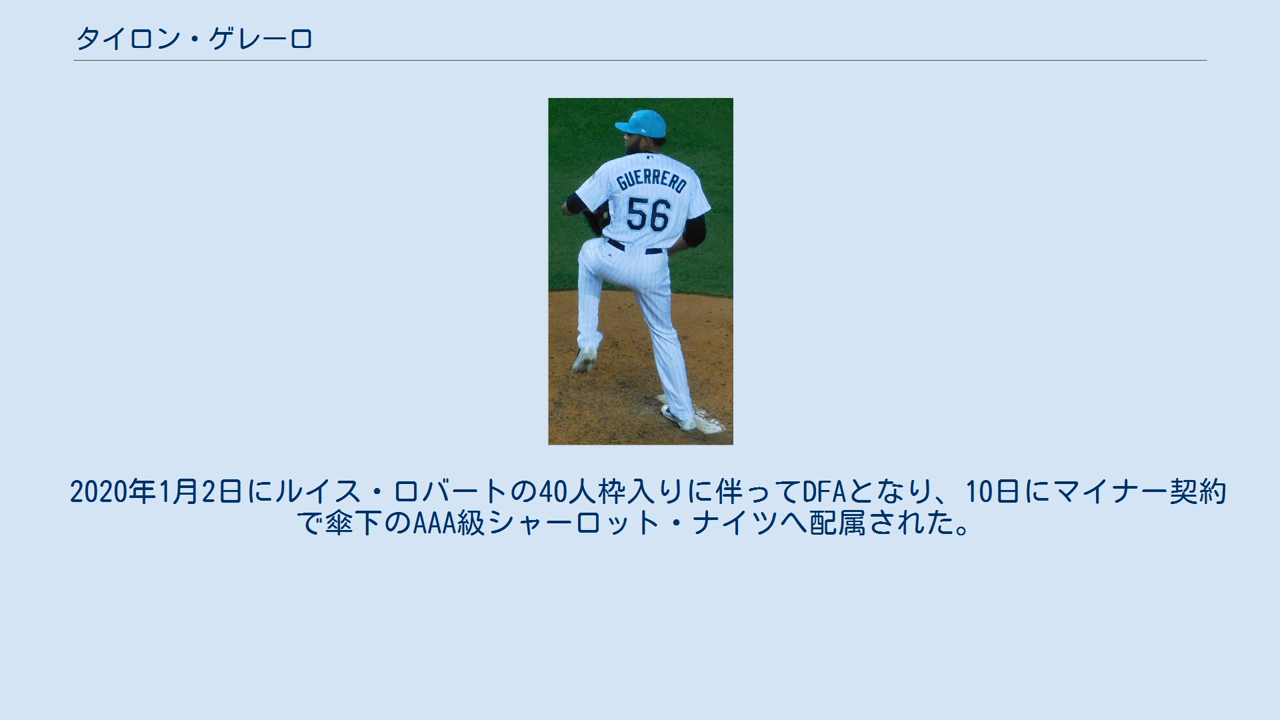 タイロン・ゲレーロ
GUERRERO
56
2020年1月2日にルイス・ロバートの40人枠入りに伴ってDFAとなり、10日にマイナー契約
で傘下のAAA級シャーロット・ナイツへ配属された。